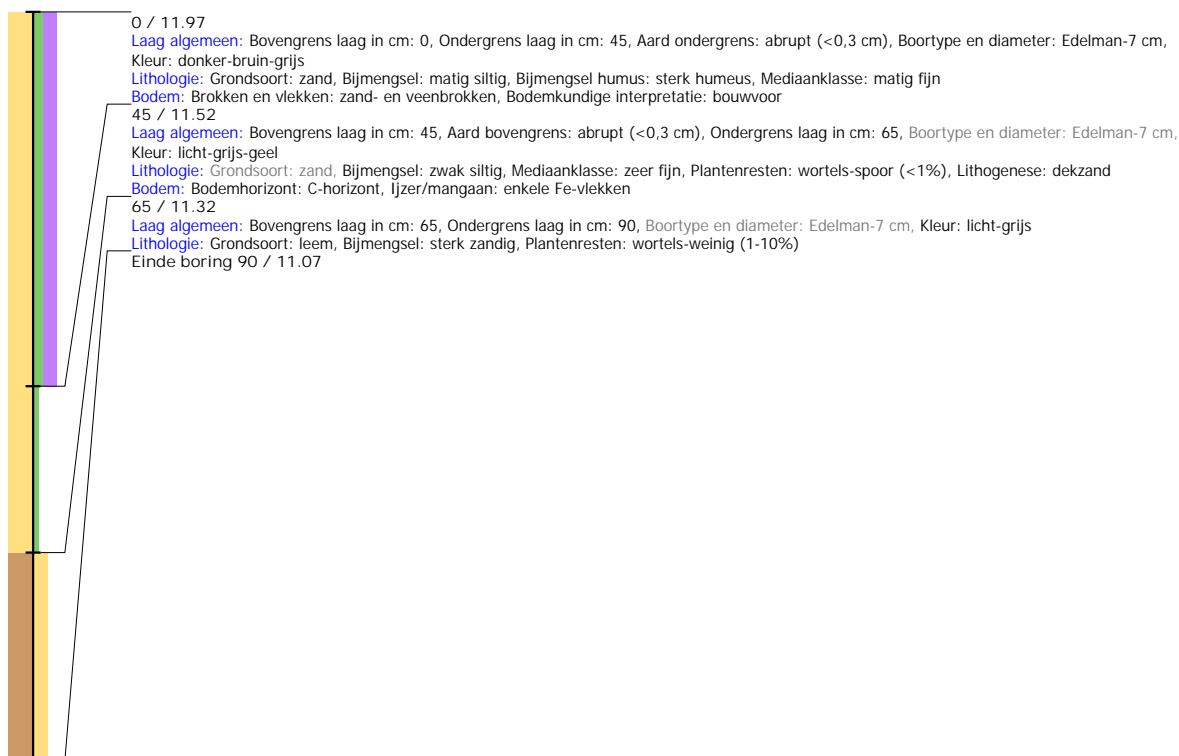 0 / 11.97
Laag algemeen: Bovengrens laag in cm: 0, Ondergrens laag in cm: 45, Aard ondergrens: abrupt (<0,3 cm), Boortype en diameter: Edelman-7 cm,
Kleur: donker-bruin-grijs
Lithologie: Grondsoort: zand, Bijmengsel: matig siltig, Bijmengsel humus: sterk humeus, Mediaanklasse: matig fijn
Bodem: Brokken en vlekken: zand- en veenbrokken, Bodemkundige interpretatie: bouwvoor
45 / 11.52
Laag algemeen: Bovengrens laag in cm: 45, Aard bovengrens: abrupt (<0,3 cm), Ondergrens laag in cm: 65, Boortype en diameter: Edelman-7 cm,
Kleur: licht-grijs-geel
Lithologie: Grondsoort: zand, Bijmengsel: zwak siltig, Mediaanklasse: zeer fijn, Plantenresten: wortels-spoor (<1%), Lithogenese: dekzand
Bodem: Bodemhorizont: C-horizont, Ijzer/mangaan: enkele Fe-vlekken
65 / 11.32
Laag algemeen: Bovengrens laag in cm: 65, Ondergrens laag in cm: 90, Boortype en diameter: Edelman-7 cm, Kleur: licht-grijs
Lithologie: Grondsoort: leem, Bijmengsel: sterk zandig, Plantenresten: wortels-weinig (1-10%)
Einde boring 90 / 11.07